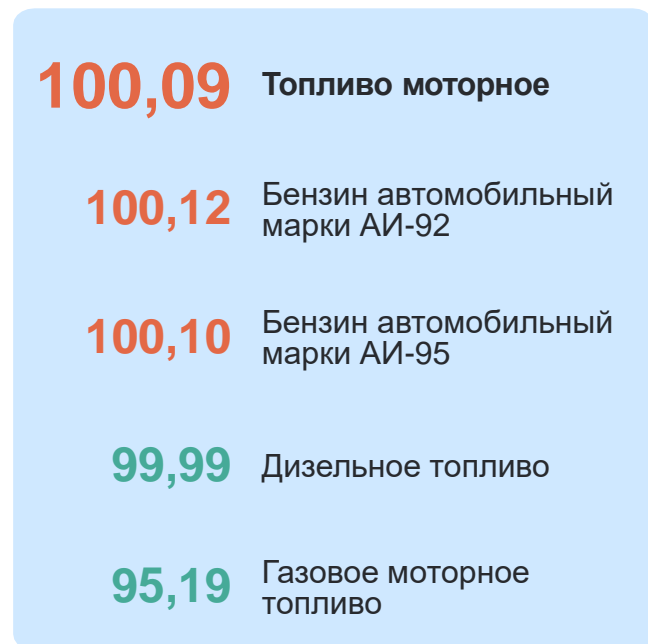 100,09 Топливо моторное
100,12 Бензин автомобильный
марки АИ-92
100,10 Бензин автомобильный
марки АИ-95
99,99 Дизельное топливо
95,19 Газовое моторное
топливо